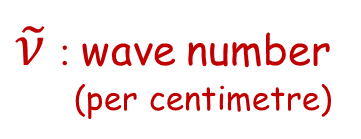 ν̃ : wave number
(per centimetre)